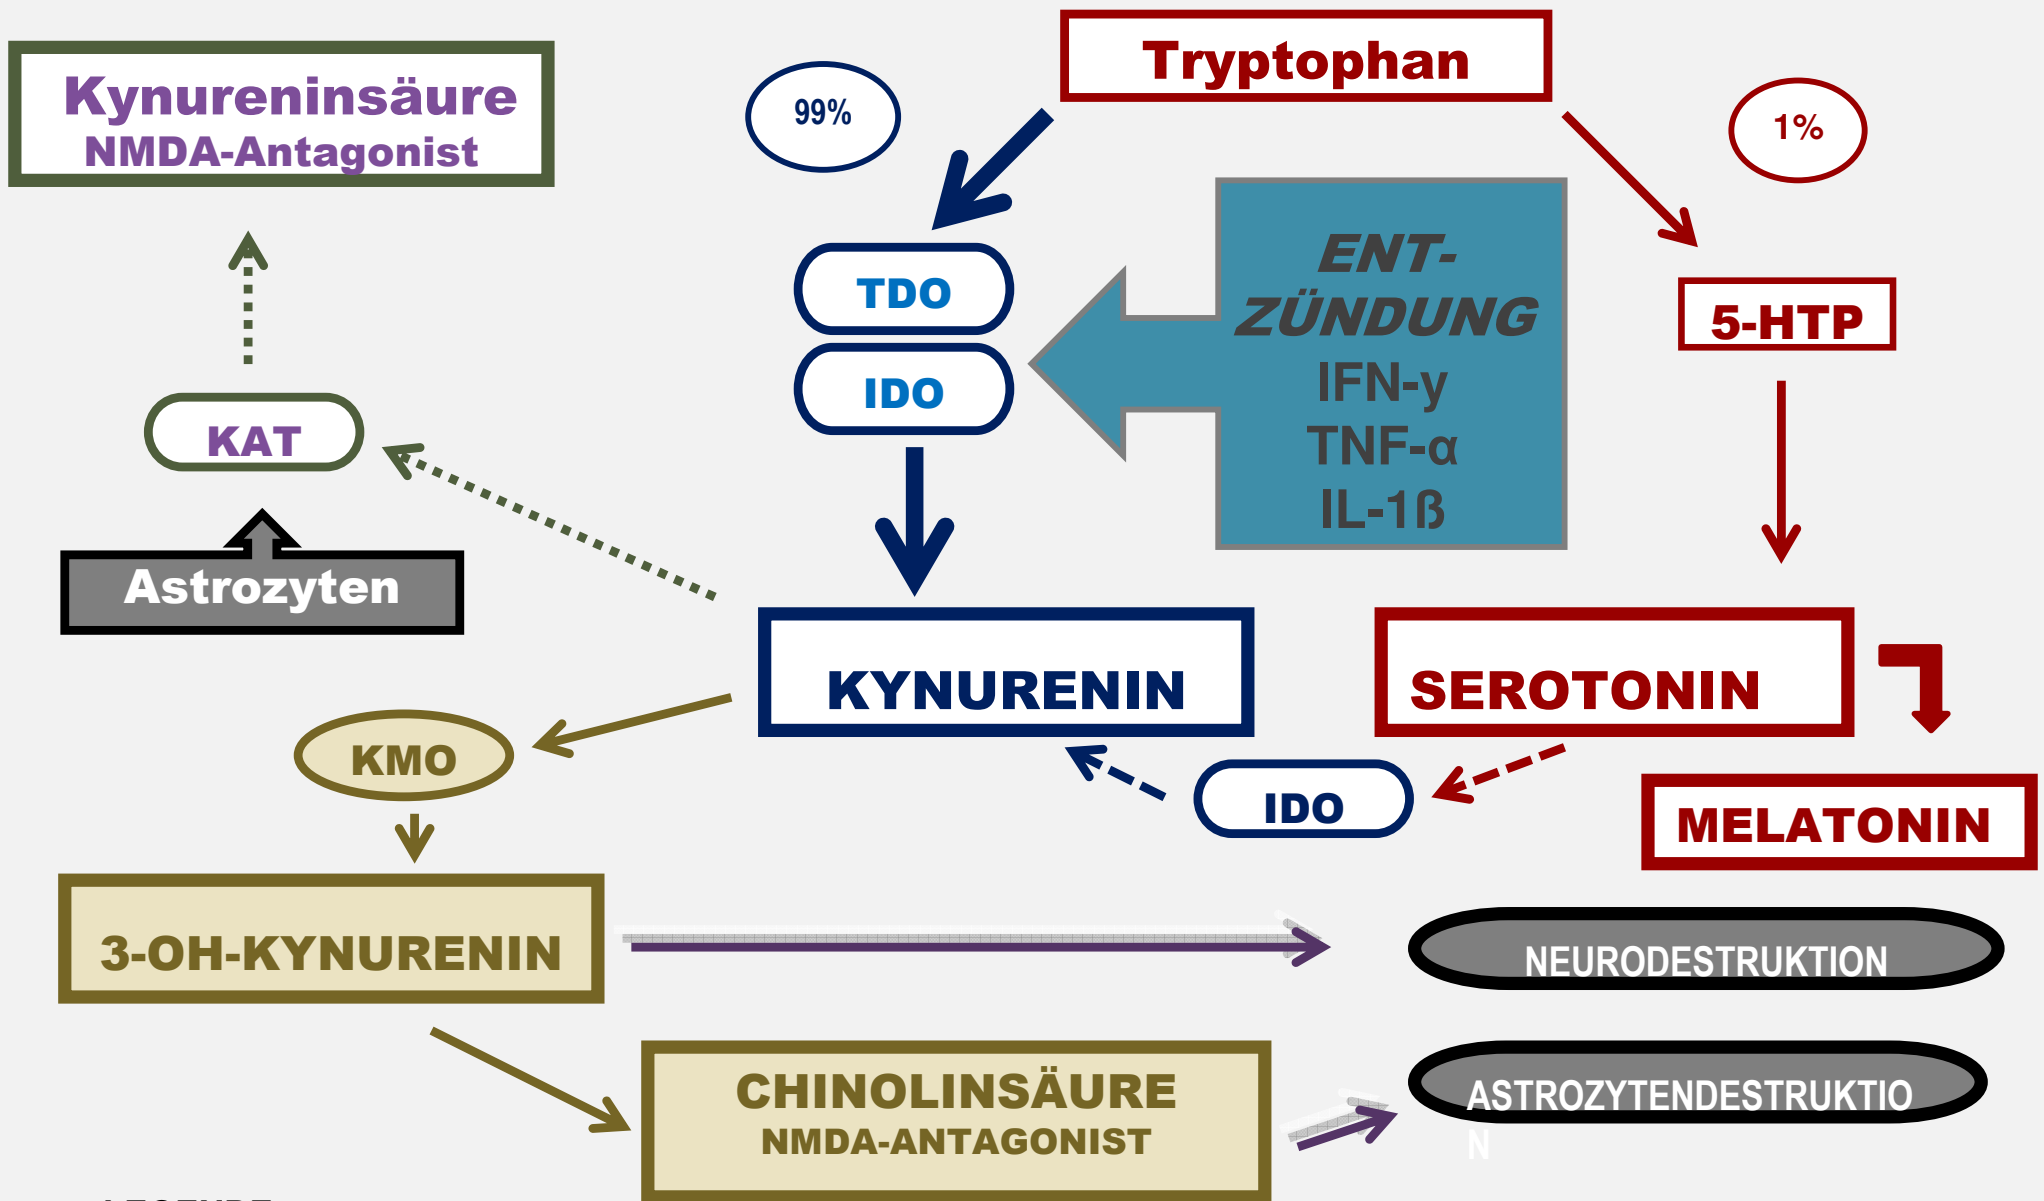 Tryptophan
Kynureninsäure
NMDA-Antagonist
99%
1%
ENT-
ZÜNDUNG
IFN-y
TNF-α
IL-1ß
TDO
IDO
5-HTP
KAT
Astrozyten
KYNURENIN
SEROTONIN
KMO
IDO
MELATONIN
3-OH-KYNURENIN
NEURODESTRUKTION
CHINOLINSÄURE
NMDA-ANTAGONIST
ASTROZYTENDESTRUKTIO
N